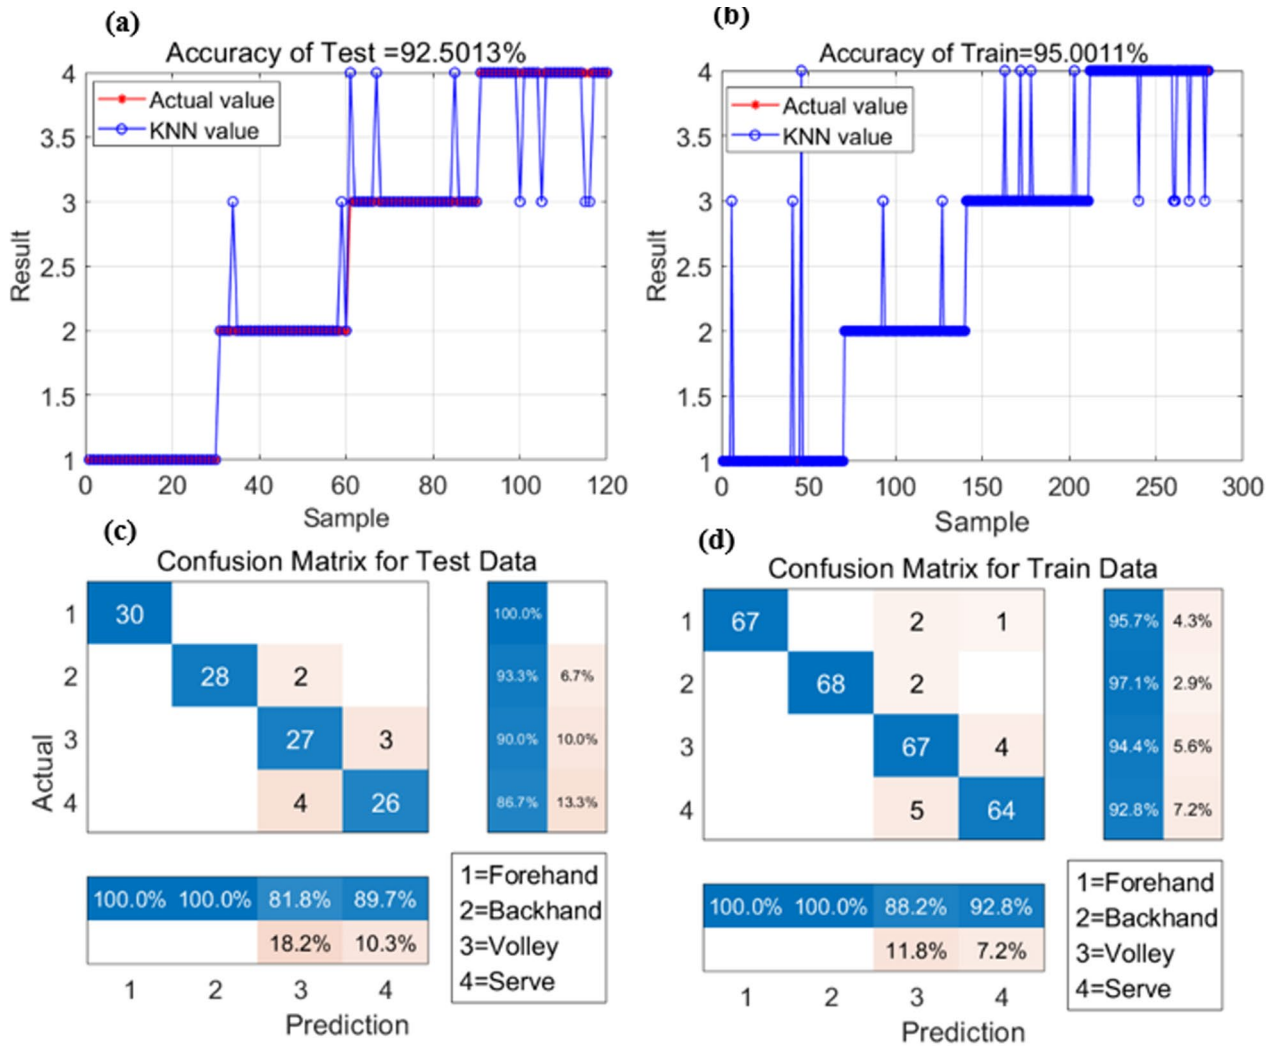 (a)
Accuracy of Test =92.5013%
Actual value
KNN value
4
3.5
3
2.5
2
1.5
1
Result
0 20 40 60 80 100 120
Sample
(b)
Accuracy of Train=95.0011%
Actual value
KNN value
4
3.5
3
2.5
2
1.5
1
Result
0 50 100 150 200 250 300
Sample
(c)
Confusion Matrix for Test Data
1 30 100.0%
2 28 2 93.3% 6.7%
3 27 3 90.0% 10.0%
4 4 26 86.7% 13.3%
Actual
100.0% 100.0% 81.8% 89.7%
18.2% 10.3%
1 2 3 4
Prediction
1=Forehand
2=Backhand
3=Volley
4=Serve
(d)
Confusion Matrix for Train Data
1 67 2 1 95.7% 4.3%
2 68 2 97.1% 2.9%
3 67 4 94.4% 5.6%
4 5 64 92.8% 7.2%
100.0% 100.0% 88.2% 92.8%
11.8% 7.2%
1 2 3 4
Prediction
1=Forehand
2=Backhand
3=Volley
4=Serve